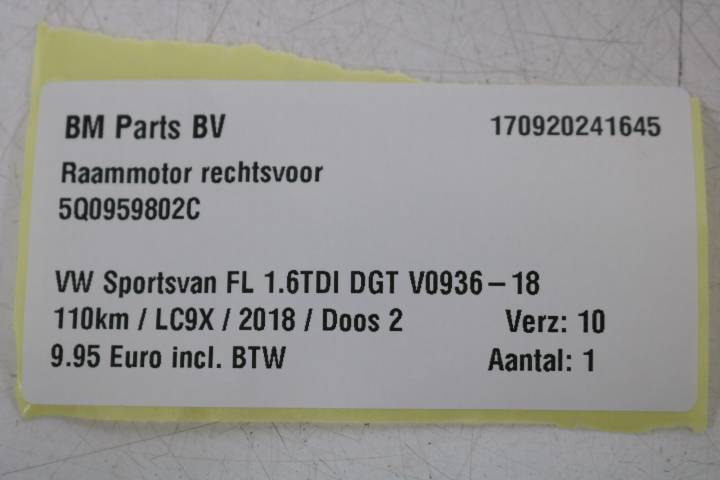 BM Parts BV 170920241645
Raammotor rechtsvoor
5Q0959802C
VW Sportsvan FL 1.6TDI DGT V0936-18
110km / LC9X / 2018 / Doos 2 Verz: 10
9.95 Euro incl. BTW Aantal: 1